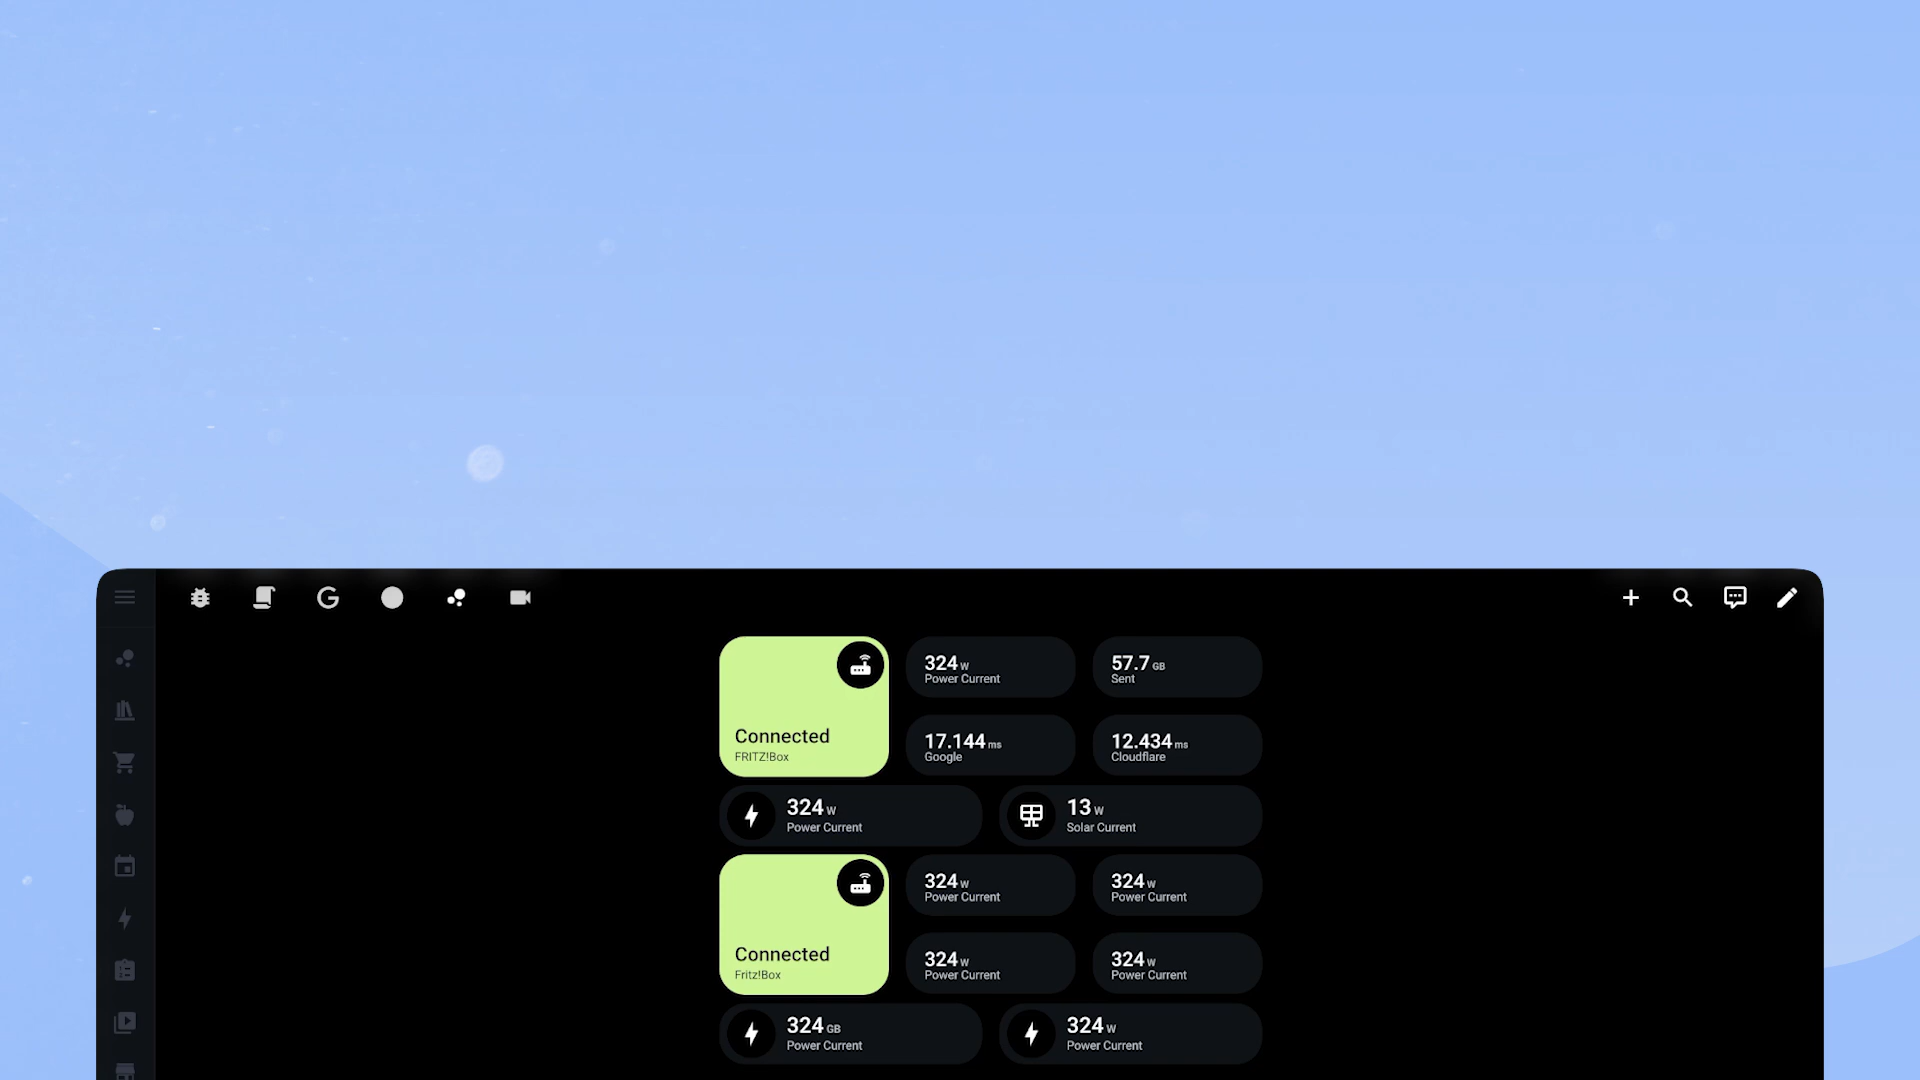 324 W
Power Current
57.7 GB
Sent
Connected
FRITZ!Box
17.144 ms
Google
12.434 ms
Cloudflare
324 W
Power Current
13 W
Solar Current
324 W
Power Current
324 W
Power Current
Connected
Fritz!Box
324 W
Power Current
324 W
Power Current
324 GB
Power Current
324 W
Power Current